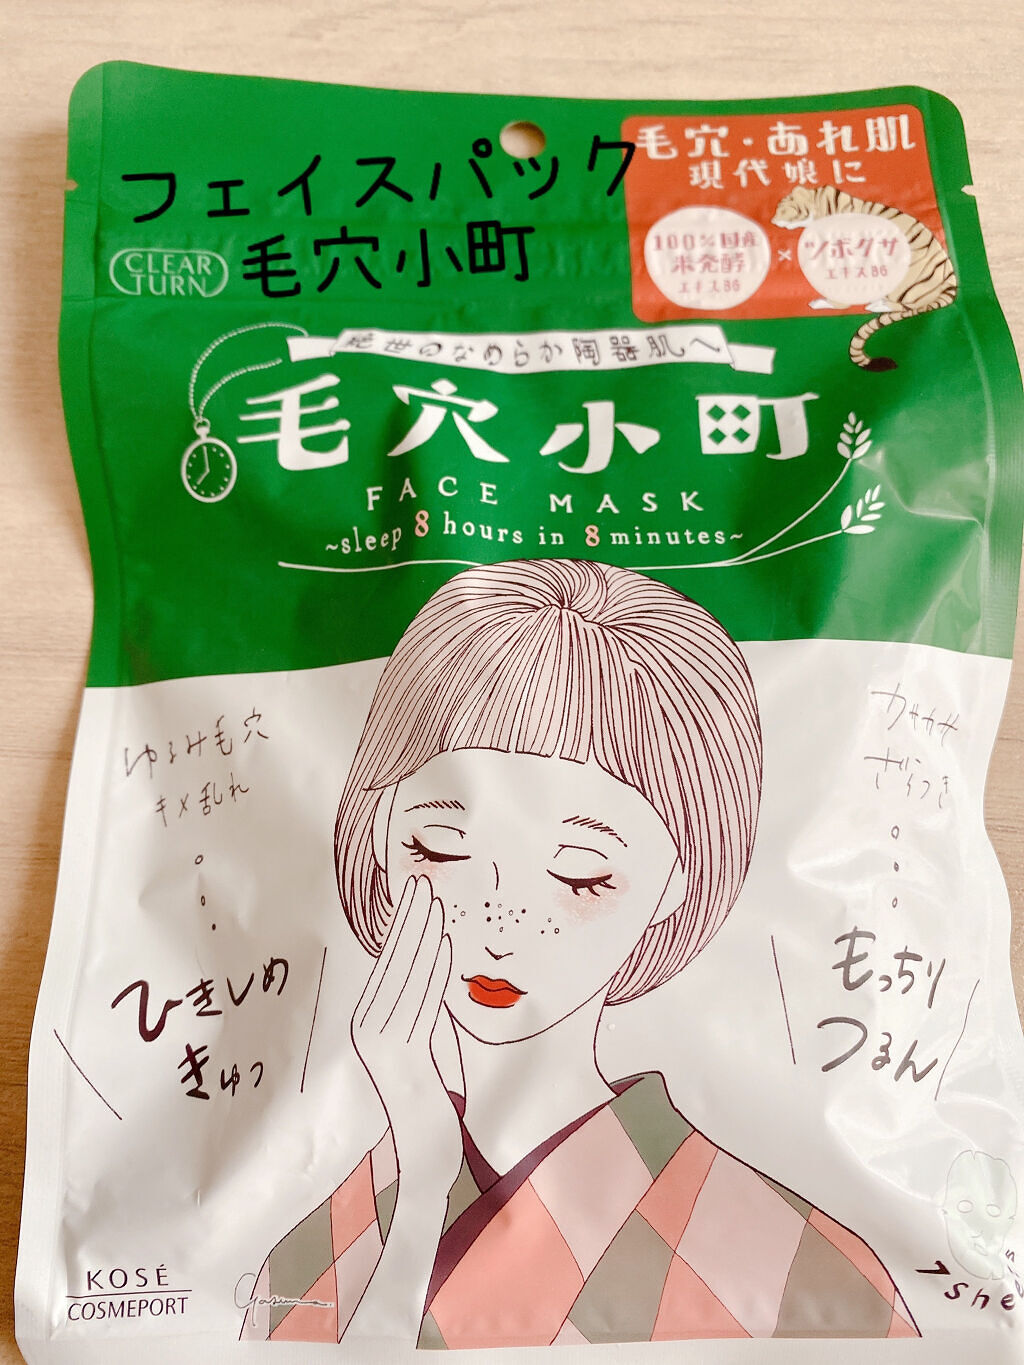 フェイスパック
毛穴小町
CLEAR
TURN
毛穴・あれ肌
現代娘に
100%国産
米発酵
エキス86
×
ツボクサ
エキス86
絶世のなめらか陶器肌へ
毛穴小町
FACE MASK
~sleep 8 hours in 8 minutes~
ゆるみ毛穴
キメ乱れ
ひきしめ
きゅっ
カサカサ
ざらつき
もっちり
つるん
KOSÉ
COSMEPORT